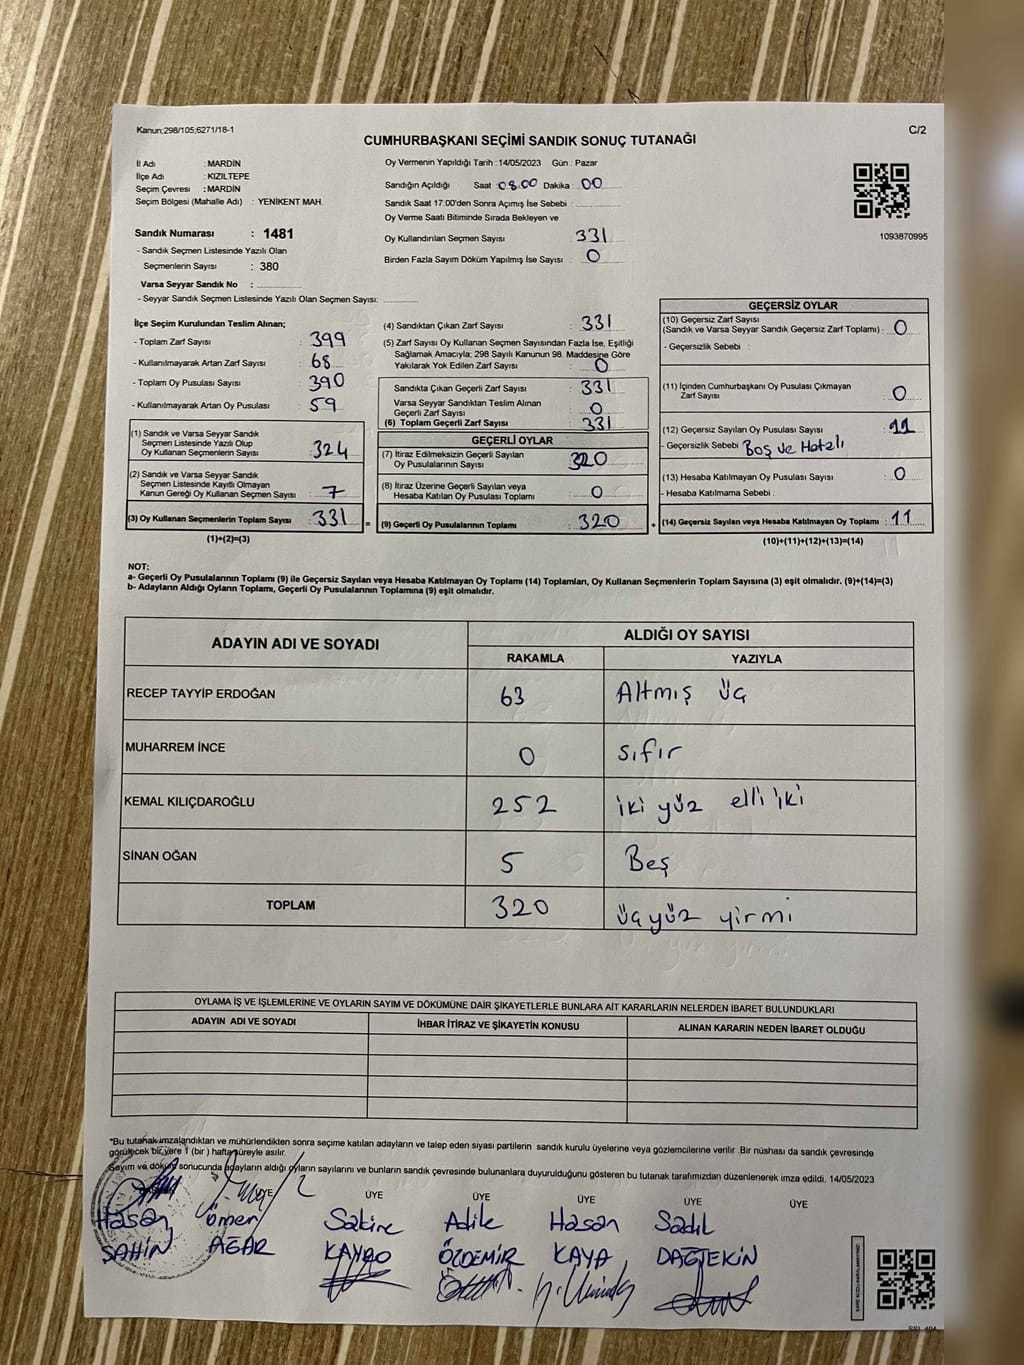 Kanun:298/105;6271/18-1
C/2
CUMHURBAŞKANI SEÇİMİ SANDIK SONUÇ TUTANAĞI
İl Adı : MARDİN
İlçe Adı : KIZILTEPE
Seçim Çevresi : MARDİN
Seçim Bölgesi (Mahalle Adı) : YENİKENT MAH.
Sandık Numarası : 1481
- Sandık Seçmen Listesinde Yazılı Olan
Seçmenlerin Sayısı : 380
Varsa Seyyar Sandık No :
- Seyyar Sandık Seçmen Listesinde Yazılı Olan Seçmen Sayısı:
Oy Vermenin Yapıldığı Tarih :14/05/2023 Gün : Pazar
Sandığın Açıldığı Saat :08.00 Dakika : 00
Sandık Saat 17:00'den Sonra Açımış İse Sebebi :
Oy Verme Saati Bitiminde Sırada Bekleyen ve
Oy Kullandırılan Seçmen Sayısı 331
Birden Fazla Sayım Döküm Yapılmış İse Sayısı : 0
1093870995
İlçe Seçim Kurulundan Teslim Alınan;
- Toplam Zarf Sayısı : 399
- Kullanılmayarak Artan Zarf Sayısı : 68
- Toplam Oy Pusulası Sayısı : 390
- Kullanılmayarak Artan Oy Pusulası : 59
(1) Sandık ve Varsa Seyyar Sandık
Seçmen Listesinde Yazılı Olup
Oy Kullanan Seçmenlerin Sayısı : 324
(2) Sandık ve Varsa Seyyar Sandık
Seçmen Listesinde Kayıtlı Olmayan
Kanun Gereği Oy Kullanan Seçmen Sayısı : 7
(3) Oy Kullanan Seçmenlerin Toplam Sayısı : 331
(1)+(2)=(3)
(4) Sandıktan Çıkan Zarf Sayısı : 331
(5) Zarf Sayısı Oy Kullanan Seçmen Sayısından Fazla İse, Eşitliği
Sağlamak Amacıyla; 298 Sayılı Kanunun 98. Maddesine Göre
Yakılarak Yok Edilen Zarf Sayısı : 0
Sandıkta Çıkan Geçerli Zarf Sayısı : 331
Varsa Seyyar Sandıktan Teslim Alınan
Geçerli Zarf Sayısı : 0
(6) Toplam Geçerli Zarf Sayısı : 331
GEÇERLİ OYLAR
(7) İtiraz Edilmeksizin Geçerli Sayılan
Oy Pusulalarının Sayısı : 320
(8) İtiraz Üzerine Geçerli Sayılan veya
Hesaba Katılan Oy Pusulası Toplamı : 0
= (9) Geçerli Oy Pusulalarının Toplamı : 320 +
GEÇERSİZ OYLAR
(10) Geçersiz Zarf Sayısı
(Sandık ve Varsa Seyyar Sandık Geçersiz Zarf Toplamı) : 0
- Geçersizlik Sebebi :
(11) İçinden Cumhurbaşkanı Oy Pusulası Çıkmayan
Zarf Sayısı : 0
(12) Geçersiz Sayılan Oy Pusulası Sayısı : 11
- Geçersizlik Sebebi : Boş ve Hatalı
(13) Hesaba Katılmayan Oy Pusulası Sayısı : 0
- Hesaba Katılmama Sebebi :
(14) Geçersiz Sayılan veya Hesaba Katılmayan Oy Toplamı : 11
(10)+(11)+(12)+(13)=(14)
NOT:
a- Geçerli Oy Pusulalarının Toplamı (9) ile Geçersiz Sayılan veya Hesaba Katılmayan Oy Toplamı (14) Toplamları, Oy Kullanan Seçmenlerin Toplam Sayısına (3) eşit olmalıdır. (9)+(14)=(3)
b- Adayların Aldığı Oyların Toplamı, Geçerli Oy Pusulalarının Toplamına (9) eşit olmalıdır.
ADAYIN ADI VE SOYADI
ALDIĞI OY SAYISI
RAKAMLA YAZIYLA
RECEP TAYYİP ERDOĞAN 63 Altmış üç
MUHARREM İNCE 0 sıfır
KEMAL KILIÇDAROĞLU 252 iki yüz elli iki
SİNAN OĞAN 5 Beş
TOPLAM 320 üçyüz yirmi
OYLAMA İŞ VE İŞLEMLERİNE VE OYLARIN SAYIM VE DÖKÜMÜNE DAİR ŞİKAYETLERLE BUNLARA AİT KARARLARIN NELERDEN İBARET BULUNDUKLARI
ADAYIN ADI VE SOYADI İHBAR İTİRAZ VE ŞİKAYETİN KONUSU ALINAN KARARIN NEDEN İBARET OLDUĞU
*Bu tutanak imzalandıktan ve mühürlendikten sonra seçime katılan adayların ve talep eden siyasi partilerin sandık kurulu üyelerine veya gözlemcilerine verilir .Bir nüshası da sandık çevresinde
görülecek bir yere 1 (bir ) hafta süreyle asılır.
Sayım ve döküm sonucunda adayların aldığı oyların sayılarını ve bunların sandık çevresinde bulunanlara duyurulduğunu gösteren bu tutanak tarafımızdan düzenlenerek imza edildi. 14/05/2023
ÜYE ÜYE ÜYE ÜYE ÜYE ÜYE
Hasan Ömer Sakine Adile Hasan Sadık
ŞAHİN AĞAR ÖZDEMİR KAYA DAĞTEKİN